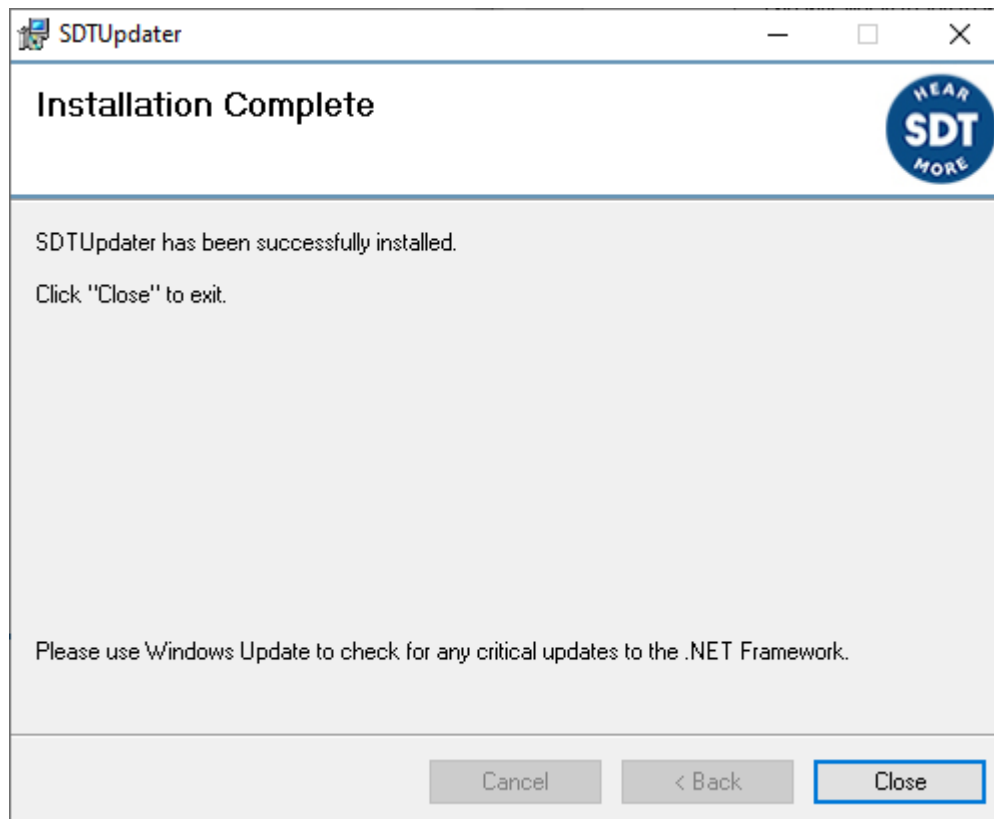 SDTUpdater
Installation Complete
HEAR
SDT
MORE
SDTUpdater has been successfully installed.
Click "Close" to exit.
Please use Windows Update to check for any critical updates to the .NET Framework.
Cancel
< Back
Close